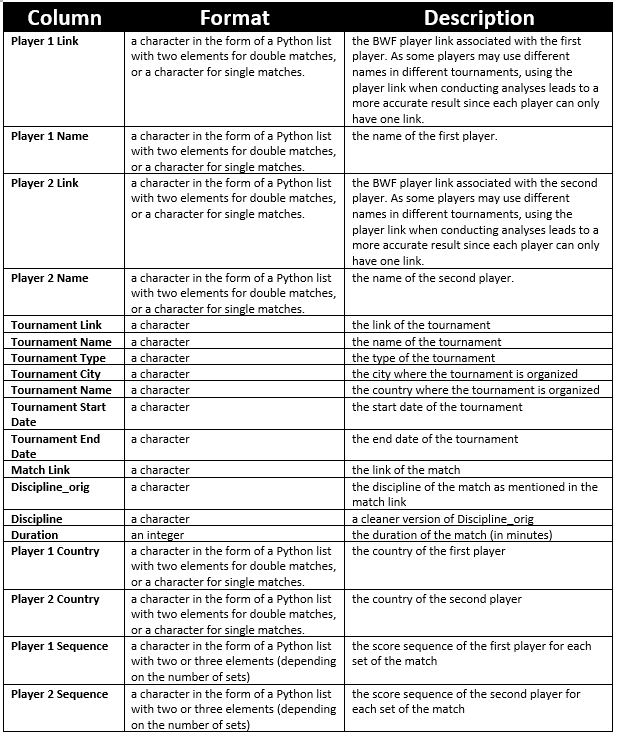 Column Format Description
Player 1 Link a character in the form of a Python list the BWF player link associated with the first
with two elements for double matches, player. As some players may use different
or a character for single matches. names in different tournaments, using the
player link when conducting analyses leads to a
more accurate result since each player can only
have one link.
Player 1 Name a character in the form of a Python list the name of the first player.
with two elements for double matches,
or a character for single matches.
Player 2 Link a character in the form of a Python list the BWF player link associated with the second
with two elements for double matches, player. As some players may use different
or a character for single matches. names in different tournaments, using the
player link when conducting analyses leads to a
more accurate result since each player can only
have one link.
Player 2 Name a character in the form of a Python list the name of the second player.
with two elements for double matches,
or a character for single matches.
Tournament Link a character the link of the tournament
Tournament Name a character the name of the tournament
Tournament Type a character the type of the tournament
Tournament City a character the city where the tournament is organized
Tournament Name a character the country where the tournament is organized
Tournament Start a character the start date of the tournament
Date
Tournament End a character the end date of the tournament
Date
Match Link a character the link of the match
Discipline_orig a character the discipline of the match as mentioned in the
match link
Discipline a character a cleaner version of Discipline_orig
Duration an integer the duration of the match (in minutes)
Player 1 Country a character in the form of a Python list the country of the first player
with two elements for double matches,
or a character for single matches.
Player 2 Country a character in the form of a Python list the country of the second player
with two elements for double matches,
or a character for single matches.
Player 1 Sequence a character in the form of a Python list the score sequence of the first player for each
with two or three elements (depending set of the match
on the number of sets)
Player 2 Sequence a character in the form of a Python list the score sequence of the second player for
with two or three elements (depending each set of the match
on the number of sets)